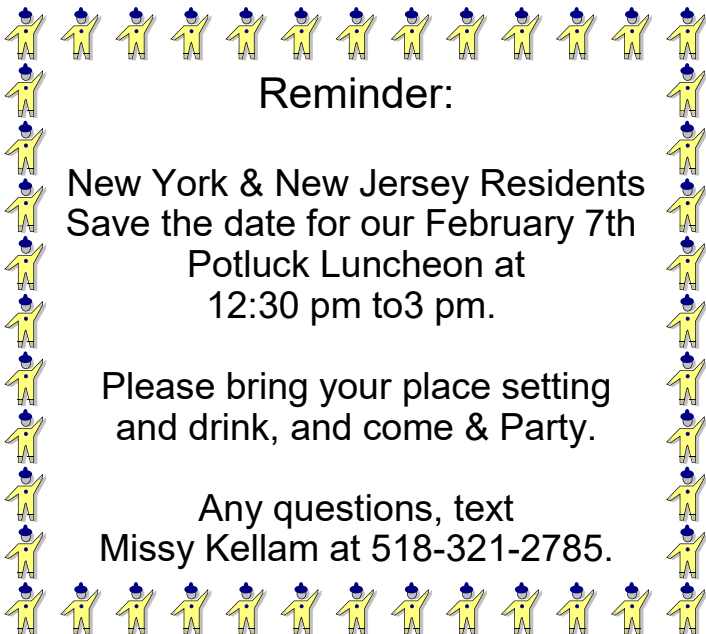 Reminder:
New York & New Jersey Residents
Save the date for our February 7th
Potluck Luncheon at
12:30 pm to3 pm.
Please bring your place setting
and drink, and come & Party.
Any questions, text
Missy Kellam at 518-321-2785.